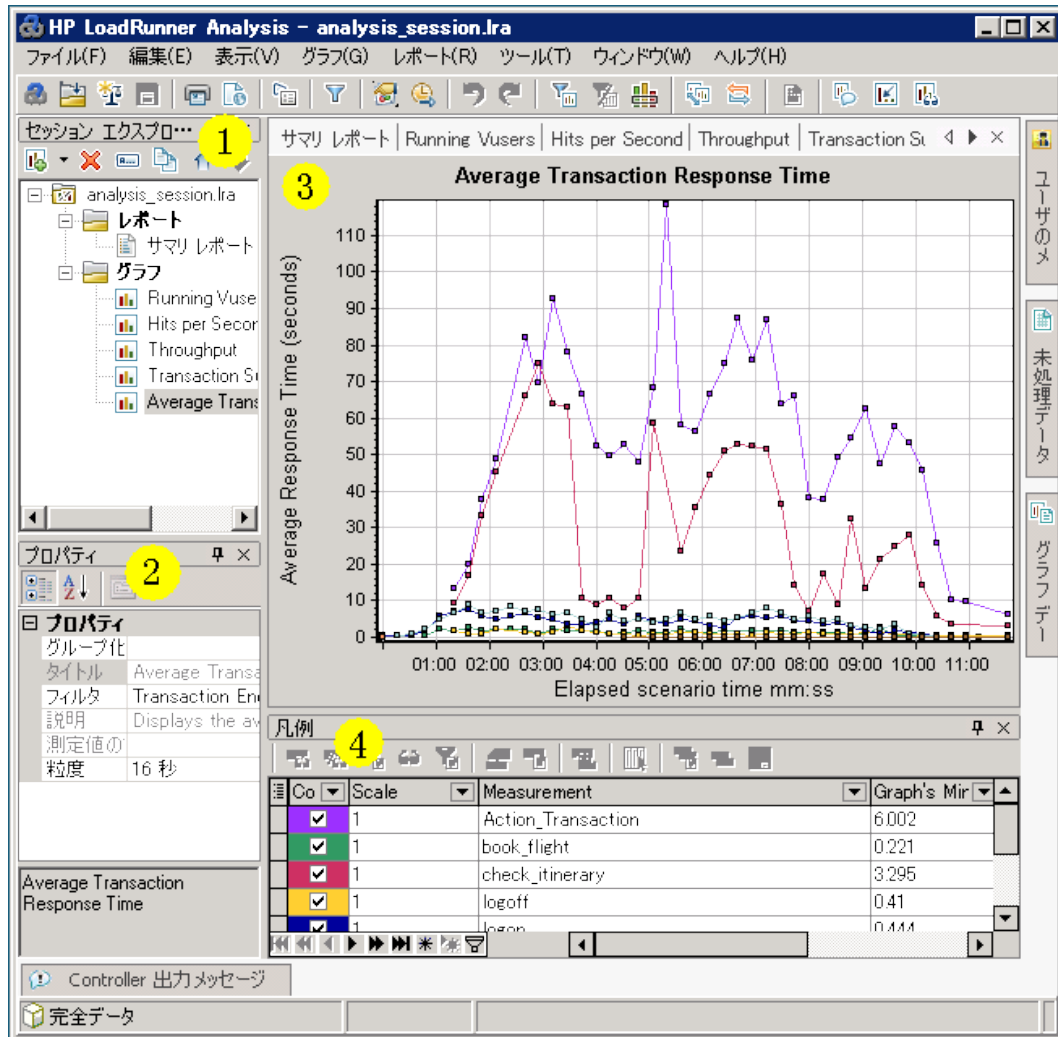 HP LoadRunner Analysis - analysis_session.lra
ファイル(F) 編集(E) 表示(V) グラフ(G) レポート(R) ツール(T) ウィンドウ(W) ヘルプ(H)
セッション エクスプロ…
1
analysis_session.lra
レポート
サマリ レポート
グラフ
Running Vuse
Hits per Secor
Throughput
Transaction S
Average Trans
プロパティ
2
プロパティ
グループ化
タイトル Average Transa
フィルタ Transaction En
説明 Displays the av
測定値の
粒度 16 秒
Average Transaction
Response Time
サマリ レポート Running Vusers Hits per Second Throughput Transaction Su
3
Average Transaction Response Time
Average Response Time (seconds)
110
100
90
80
70
60
50
40
30
20
10
0
01:00 02:00 03:00 04:00 05:00 06:00 07:00 08:00 09:00 10:00 11:00
Elapsed scenario time mm:ss
凡例
4
Co Scale Measurement Graph's Mir
1 Action_Transaction 6.002
1 book_flight 0.221
1 check_itinerary 3.295
1 logoff 0.41
1 logon 0.444
ユーザのメ
未処理データ
グラフ デー
Controller 出力メッセージ
完全データ